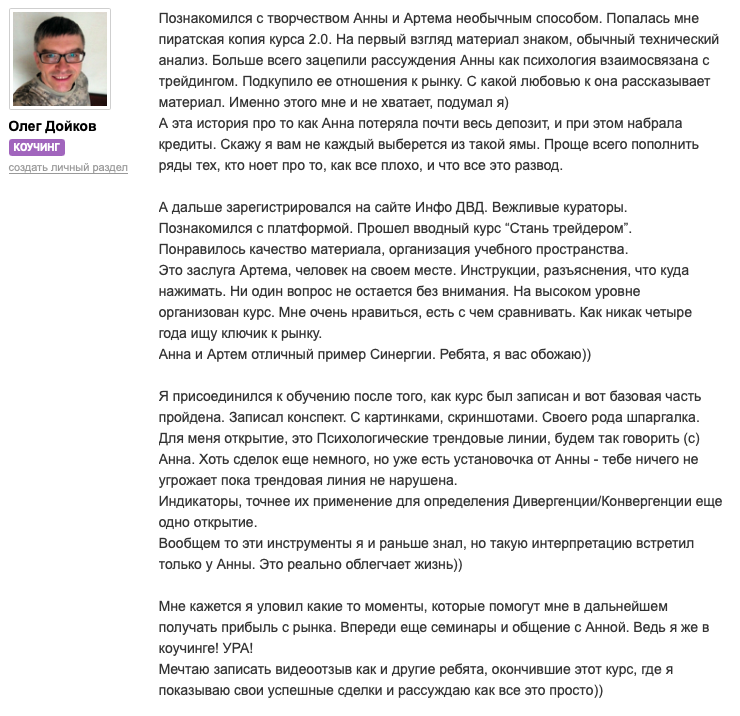 Олег Дойков
КОУЧИНГ
создать личный раздел
Познакомился с творчеством Анны и Артема необычным способом. Попалась мне
пиратская копия курса 2.0. На первый взгляд материал знаком, обычный технический
анализ. Больше всего зацепили рассуждения Анны как психология взаимосвязана с
трейдингом. Подкупило ее отношения к рынку. С какой любовью к она рассказывает
материал. Именно этого мне и не хватает, подумал я)
А эта история про то как Анна потеряла почти весь депозит, и при этом набрала
кредиты. Скажу я вам не каждый выберется из такой ямы. Проще всего пополнить
ряды тех, кто ноет про то, как все плохо, и что все это развод.
А дальше зарегистрировался на сайте Инфо ДВД. Вежливые кураторы.
Познакомился с платформой. Прошел вводный курс “Стань трейдером”.
Понравилось качество материала, организация учебного пространства.
Это заслуга Артема, человек на своем месте. Инструкции, разъяснения, что куда
нажимать. Ни один вопрос не остается без внимания. На высоком уровне
организован курс. Мне очень нравиться, есть с чем сравнивать. Как никак четыре
года ищу ключик к рынку.
Анна и Артем отличный пример Синергии. Ребята, я вас обожаю))
Я присоединился к обучению после того, как курс был записан и вот базовая часть
пройдена. Записал конспект. С картинками, скриншотами. Своего рода шпаргалка.
Для меня открытие, это Психологические трендовые линии, будем так говорить (с)
Анна. Хоть сделок еще немного, но уже есть установочка от Анны - тебе ничего не
угрожает пока трендовая линия не нарушена.
Индикаторы, точнее их применение для определения Дивергенции/Конвергенции еще
одно открытие.
Вообщем то эти инструменты я и раньше знал, но такую интерпретацию встретил
только у Анны. Это реально облегчает жизнь))
Мне кажется я уловил какие то моменты, которые помогут мне в дальнейшем
получать прибыль с рынка. Впереди еще семинары и общение с Анной. Ведь я же в
коучинге! УРА!
Мечтаю записать видеоотзыв как и другие ребята, окончившие этот курс, где я
показываю свои успешные сделки и рассуждаю как все это просто))